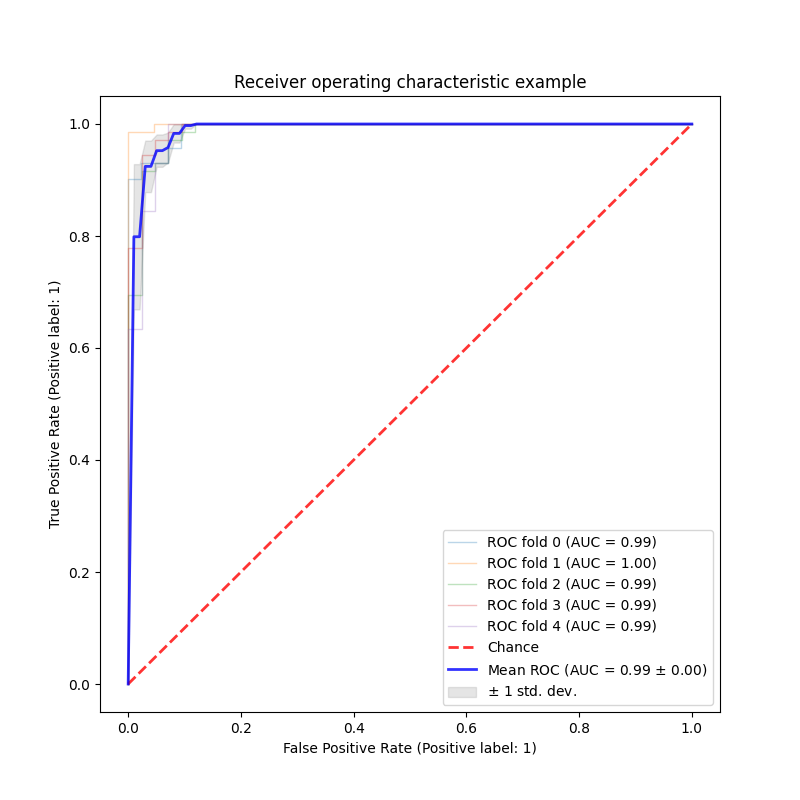 Receiver operating characteristic example
1.0
0.8
0.6
0.4
0.2
0.0
True Positive Rate (Positive label: 1)
ROC fold 0 (AUC = 0.99)
ROC fold 1 (AUC = 1.00)
ROC fold 2 (AUC = 0.99)
ROC fold 3 (AUC = 0.99)
ROC fold 4 (AUC = 0.99)
Chance
Mean ROC (AUC = 0.99 ± 0.00)
± 1 std. dev.
0.0 0.2 0.4 0.6 0.8 1.0
False Positive Rate (Positive label: 1)